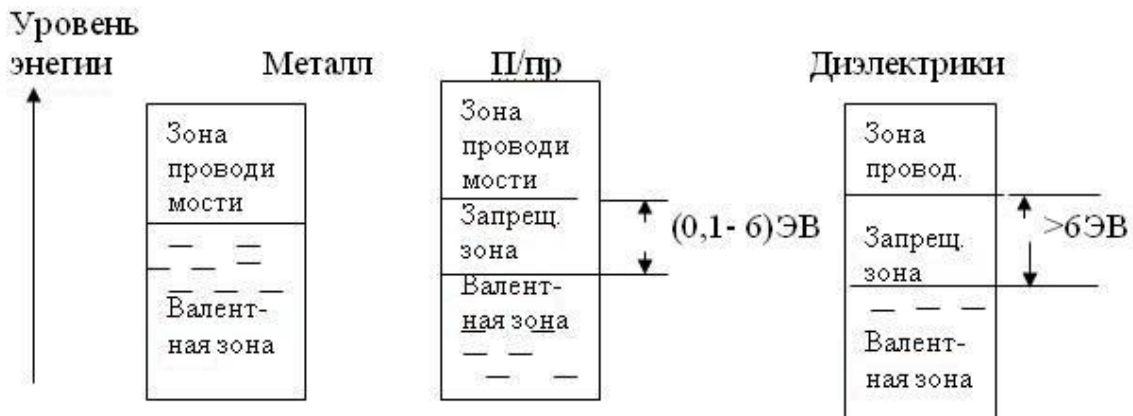 Уровень
энегии
Металл
П/пр
Диэлектрики
Зона
проводи
мости
Валент-
ная зона
Зона
проводи
мости
Запрещ.
зона
Валент-
ная зона
(0,1- 6)ЭВ
Зона
провод.
Запрещ.
зона
Валент-
ная зона
>6ЭВ